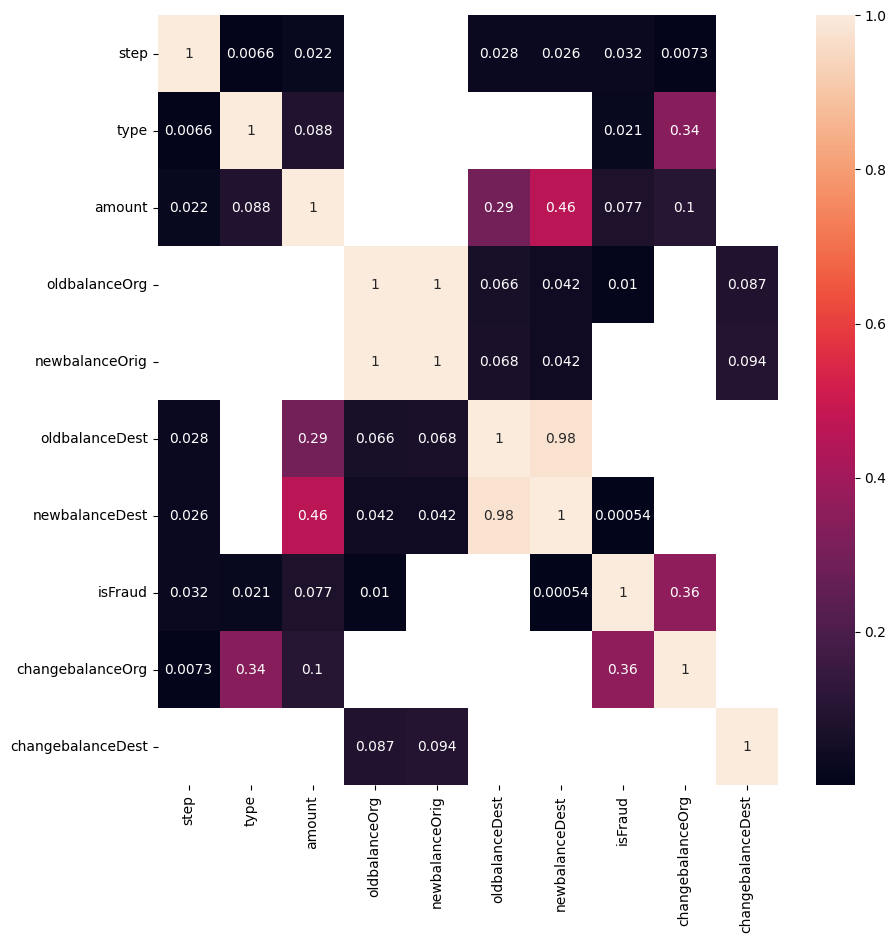 step 1 0.0066 0.022 0.028 0.026 0.032 0.0073
type 0.0066 1 0.088 0.021 0.34
amount 0.022 0.088 1 0.29 0.46 0.077 0.1
oldbalanceOrg 1 1 0.066 0.042 0.01 0.087
newbalanceOrig 1 1 0.068 0.042 0.094
oldbalanceDest 0.028 0.29 0.066 0.068 1 0.98
newbalanceDest 0.026 0.46 0.042 0.042 0.98 1 0.00054
isFraud 0.032 0.021 0.077 0.01 0.00054 1 0.36
changebalanceOrg 0.0073 0.34 0.1 0.36 1
changebalanceDest 0.087 0.094 1
step
type
amount
oldbalanceOrg
newbalanceOrig
oldbalanceDest
newbalanceDest
isFraud
changebalanceOrg
changebalanceDest
1.0
0.8
0.6
0.4
0.2